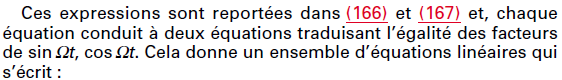 Ces expressions sont reportées dans (166) et (167) et, chaque
équation conduit à deux équations traduisant l'égalité des facteurs
de sin Ωt, cos Ωt. Cela donne un ensemble d'équations linéaires qui
s'écrit :